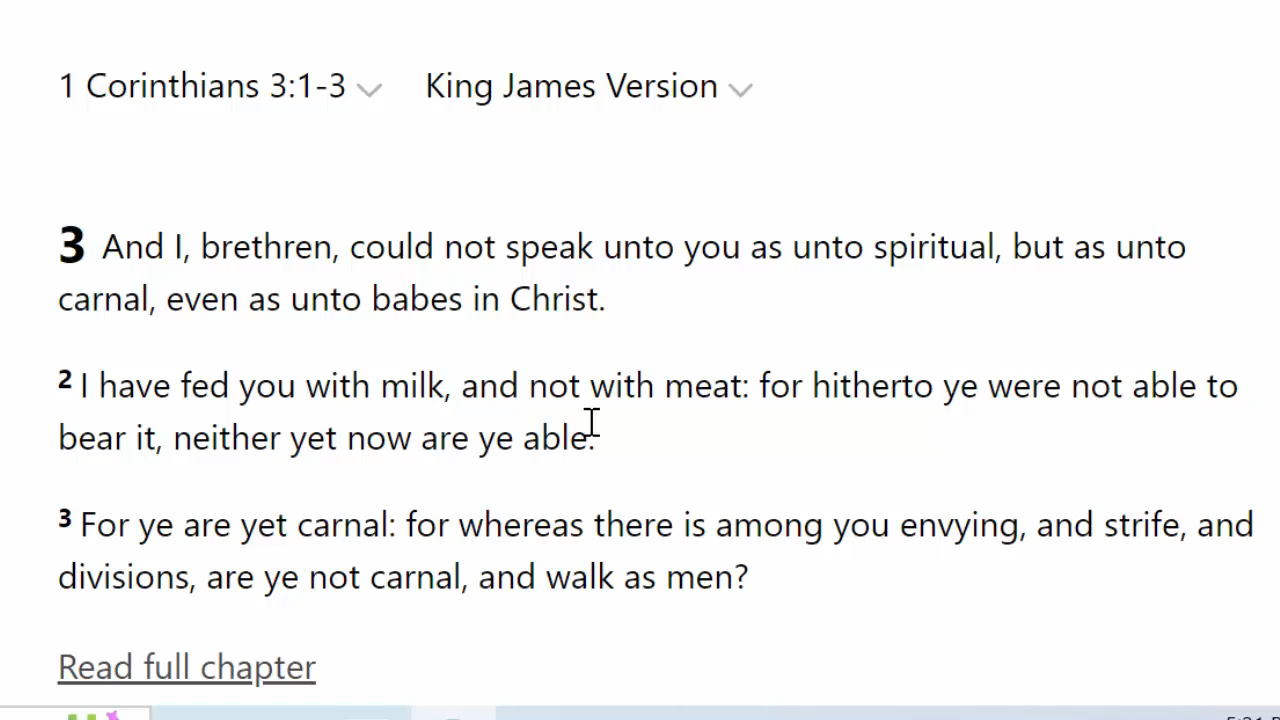 1 Corinthians 3:1-3 King James Version
3 And I, brethren, could not speak unto you as unto spiritual, but as unto
carnal, even as unto babes in Christ.
2 I have fed you with milk, and not with meat: for hitherto ye were not able to
bear it, neither yet now are ye able.
3 For ye are yet carnal: for whereas there is among you envying, and strife, and
divisions, are ye not carnal, and walk as men?
Read full chapter